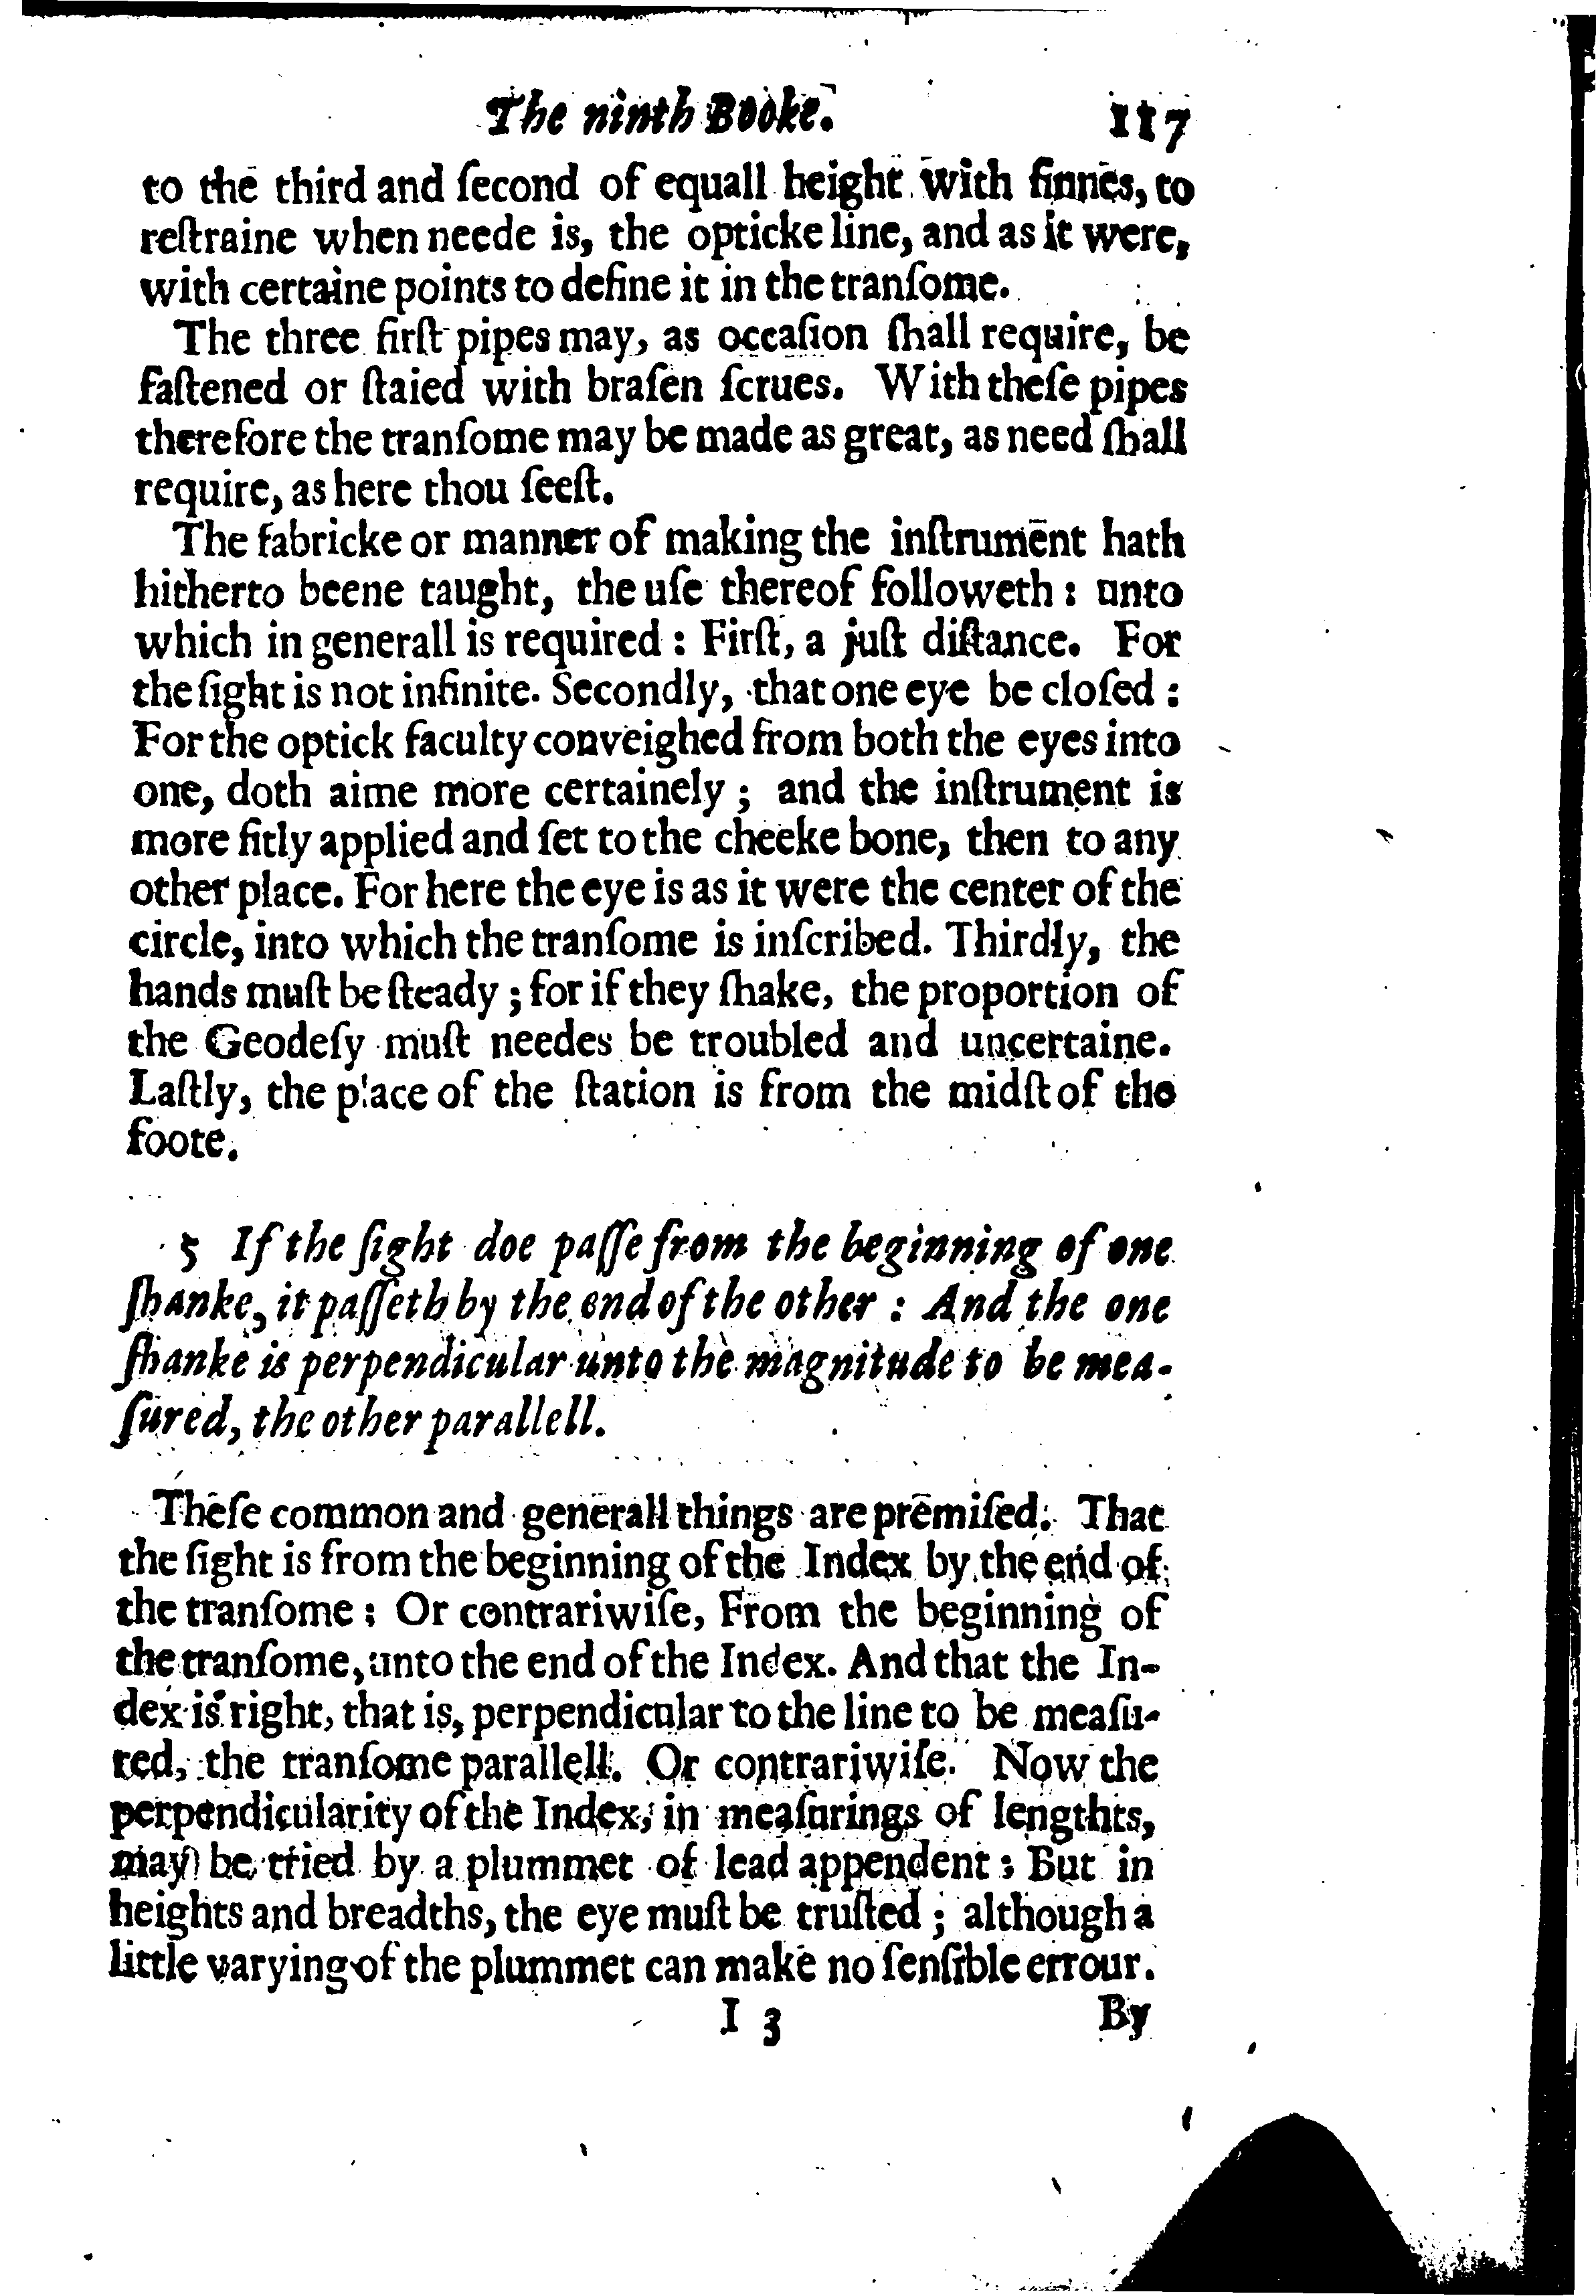 The ninth Booke. 117
to the third and ſecond of equall height with finnes, to
reſtraine when neede is, the opticke line, and as it were,
with certaine points to define it in the tranſome.
The three firſt pipes may, as occaſion ſhall require, be
faſtened or ſtaied with braſen ſcrues. With theſe pipes
therefore the tranſome may be made as great, as need ſhall
require, as here thou ſeeſt.
The fabricke or manner of making the inſtrument hath
hitherto beene taught, the uſe thereof followeth: unto
which in generall is required: Firſt, a juſt diſtance. For
the ſight is not infinite. Secondly, that one eye be cloſed:
For the optick faculty conveighed from both the eyes into
one, doth aime more certainely; and the inſtrument is
more fitly applied and ſet to the cheeke bone, then to any
other place. For here the eye is as it were the center of the
circle, into which the tranſome is inſcribed. Thirdly, the
hands muſt be ſteady; for if they ſhake, the proportion of
the Geodeſy muſt needes be troubled and uncertaine.
Laſtly, the place of the ſtation is from the midſt of the
foote.
5 If the ſight doe paſſe from the beginning of one
ſhanke, it paſſeth by the end of the other: And the one
ſhanke is perpendicular unto the magnitude to be mea-
ſured, the other parallell.
Theſe common and generall things are premiſed. That
the ſight is from the beginning of the Index by the end of
the tranſome; Or contrariwiſe, From the beginning of
the tranſome, unto the end of the Index. And that the In-
dex is right, that is, perpendicular to the line to be meaſu-
red, the tranſome parallell. Or contrariwiſe. Now the
perpendicularity of the Index, in meaſurings of lengthts,
may be tried by a plummet of lead appendent; But in
heights and breadths, the eye muſt be truſted; although a
little varying of the plummet can make no ſenſible errour.
I 3 By